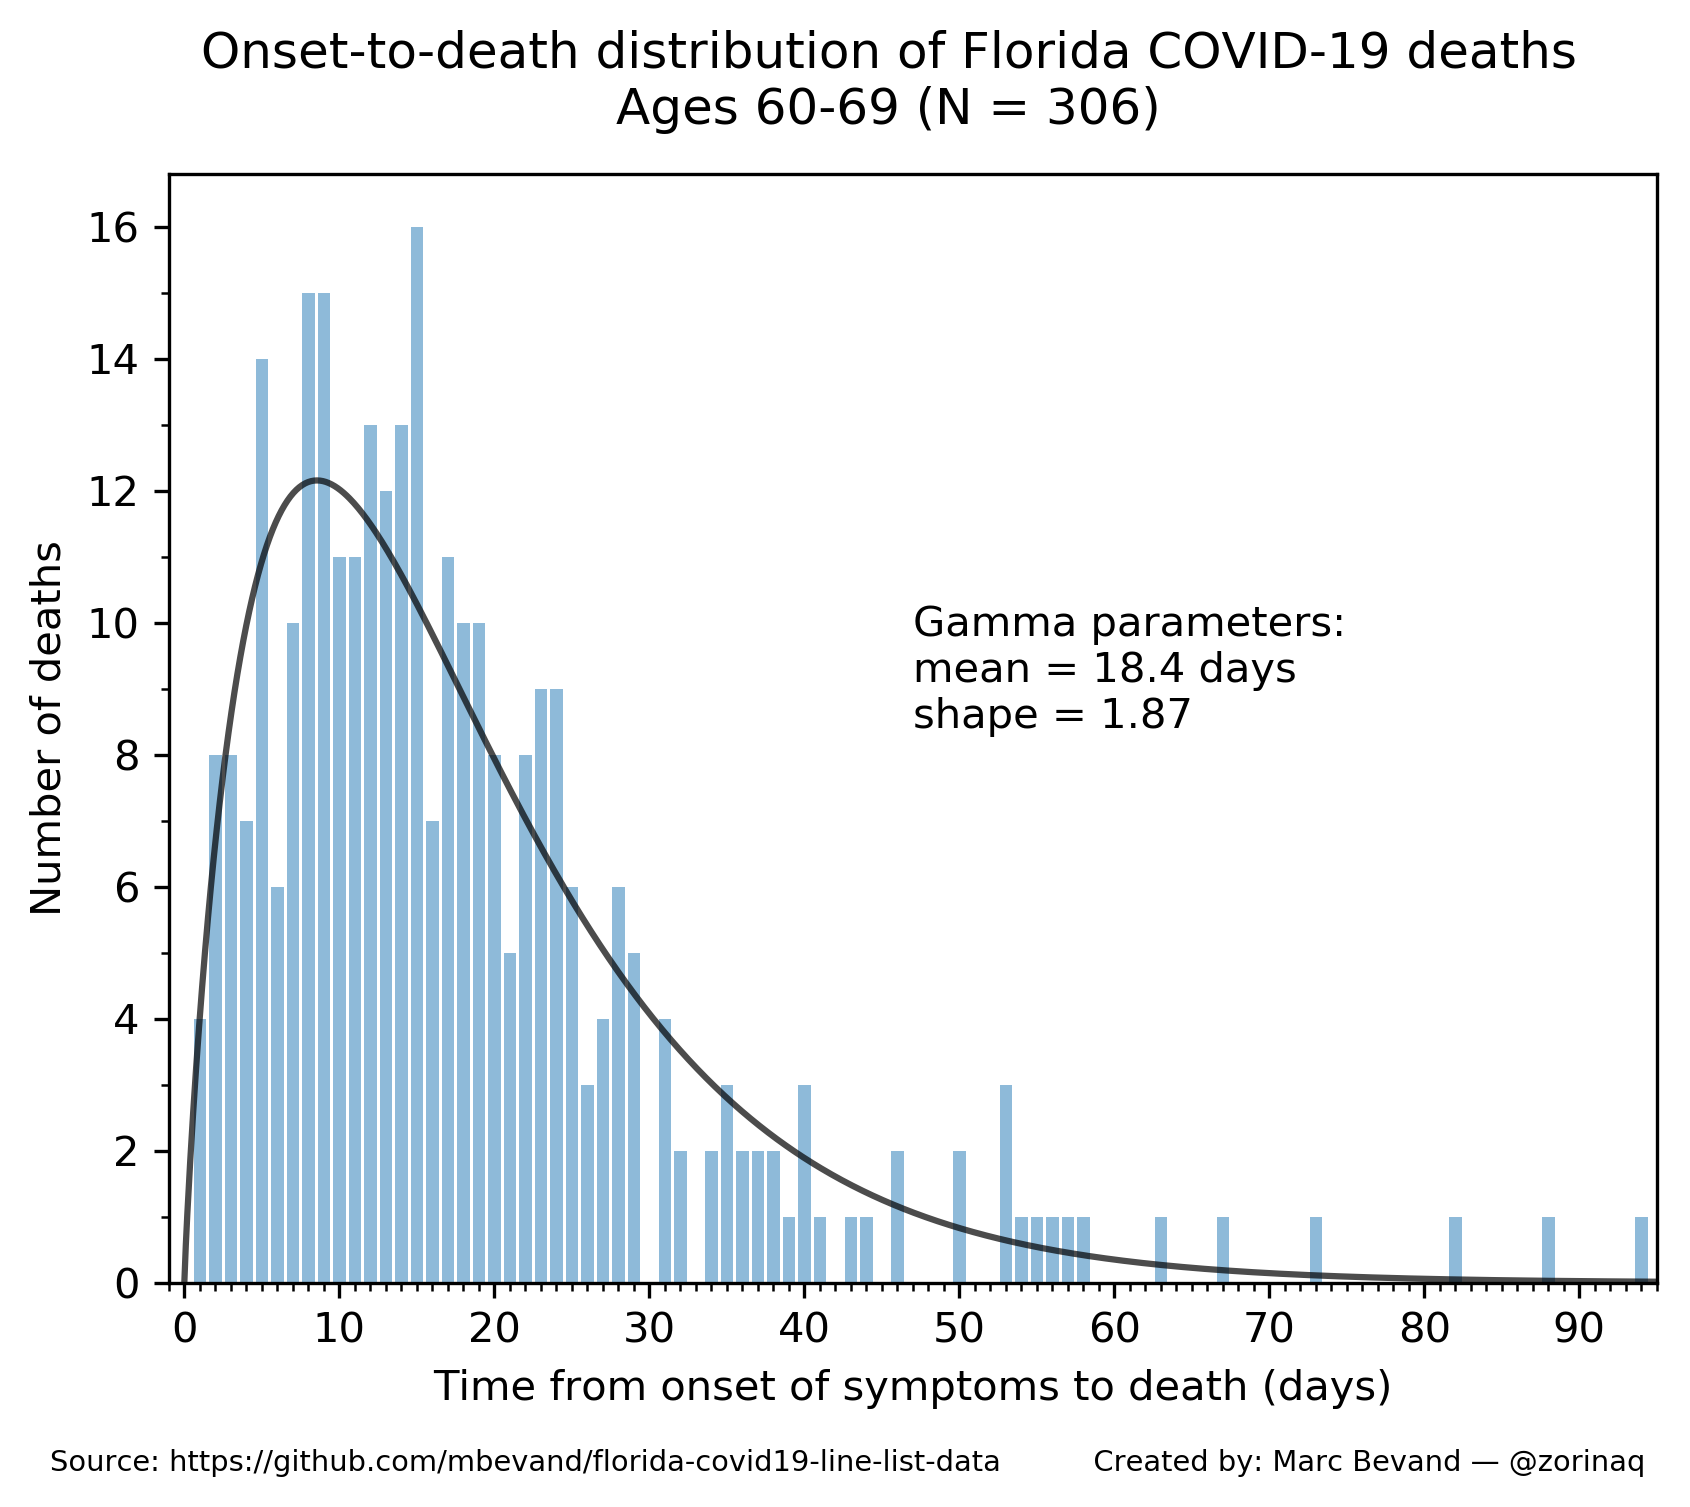 Onset-to-death distribution of Florida COVID-19 deaths
Ages 60-69 (N = 306)
16
14
12
10
8
6
4
2
0
Number of deaths
Gamma parameters:
mean = 18.4 days
shape = 1.87
0 10 20 30 40 50 60 70 80 90
Time from onset of symptoms to death (days)
Source: https://github.com/mbevand/florida-covid19-line-list-data Created by: Marc Bevand — @zorinaq